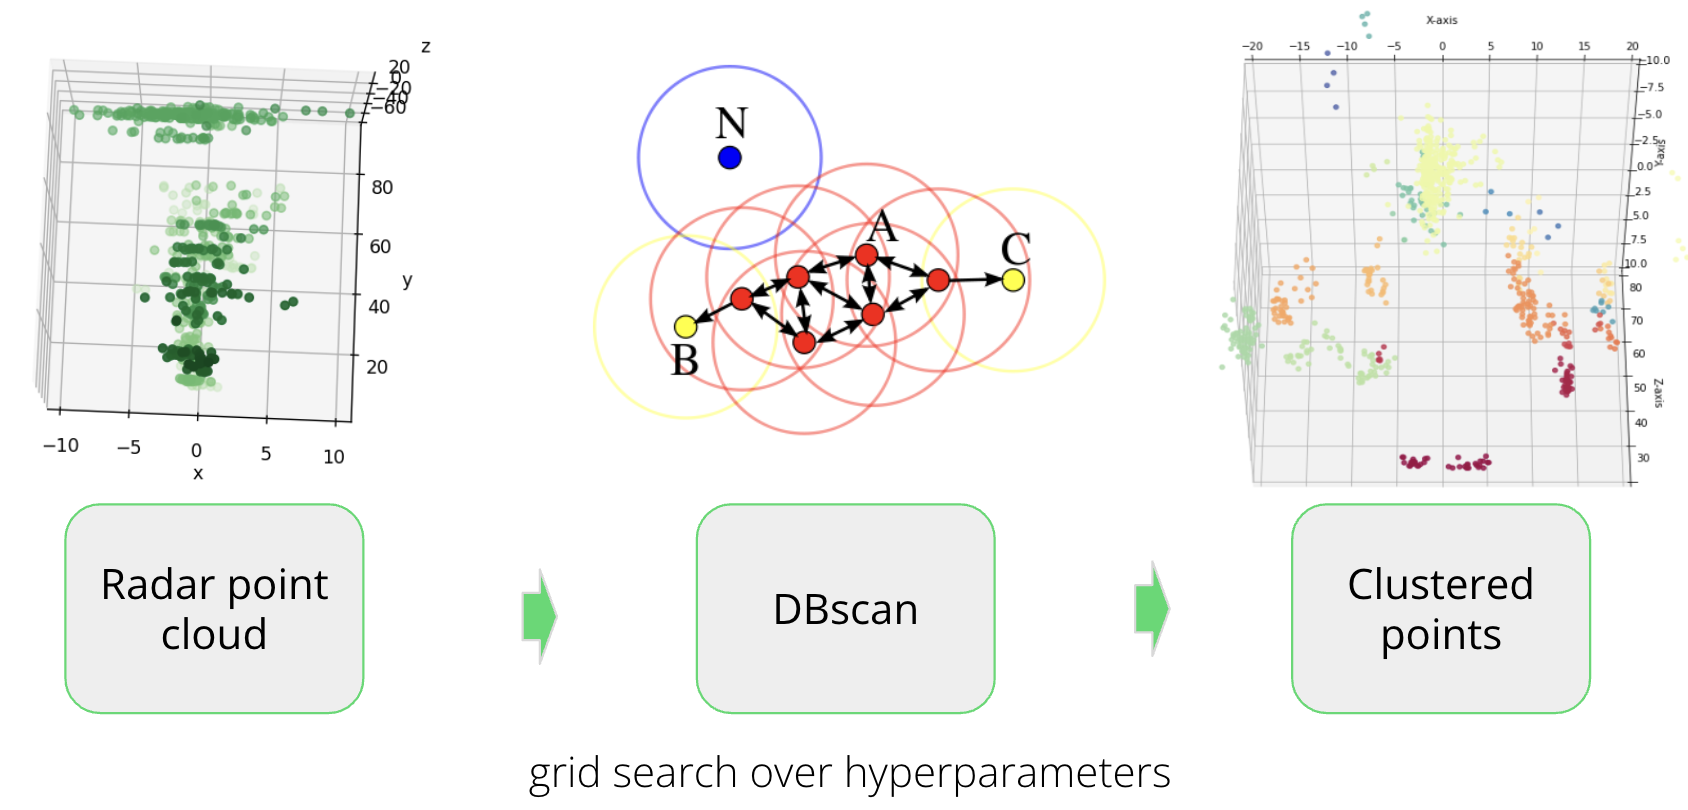 z
20
0
−20
−40
−60
80
60
y
40
20
−10
−5
0
5
10
x
N
A
C
B
X-axis
−20
−15
−10
−5
0
5
10
15
20
−10.0
−7.5
−5.0
−2.5
Y-axis
0.0
2.5
5.0
7.5
10.0
80
70
60
50
Z-axis
40
30
Radar point
cloud
DBscan
Clustered
points
grid search over hyperparameters